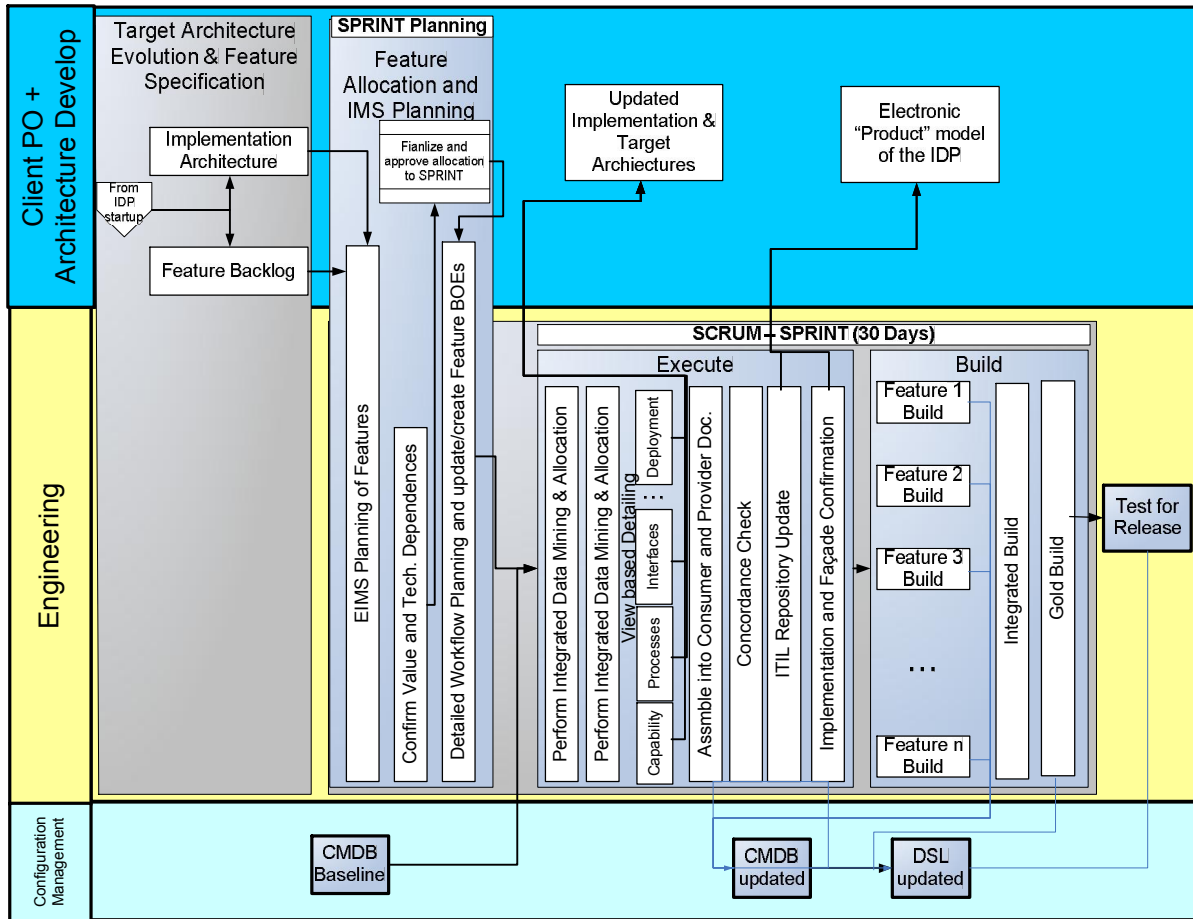 Client PO +
Architecture Develop
Target Architecture
Evolution & Feature
Specification
Implementation
Architecture
From
IDP
startup
Feature Backlog
SPRINT Planning
Feature
Allocation and
IMS Planning
Fianlize and
approve allocation
to SPRINT
Updated
Implementation &
Target
Archiectures
Electronic
“Product” model
of the IDP
Engineering
EIMS Planning of Features
Confirm Value and Tech. Dependences
Detailed Workflow Planning and update/create Feature BOEs
SCRUM – SPRINT (30 Days)
Execute
Perform Integrated Data Mining & Allocation
Perform Integrated Data Mining & Allocation
View based Detailing
Deployment
...
Interfaces
Processes
Capability
Assmble into Consumer and Provider Doc.
Concordance Check
ITIL Repository Update
Implementation and Façade Confirmation
Build
Feature 1
Build
Feature 2
Build
Feature 3
Build
...
Feature n
Build
Integrated Build
Gold Build
Test for
Release
Configuration
Management
CMDB
Baseline
CMDB
updated
DSL
updated